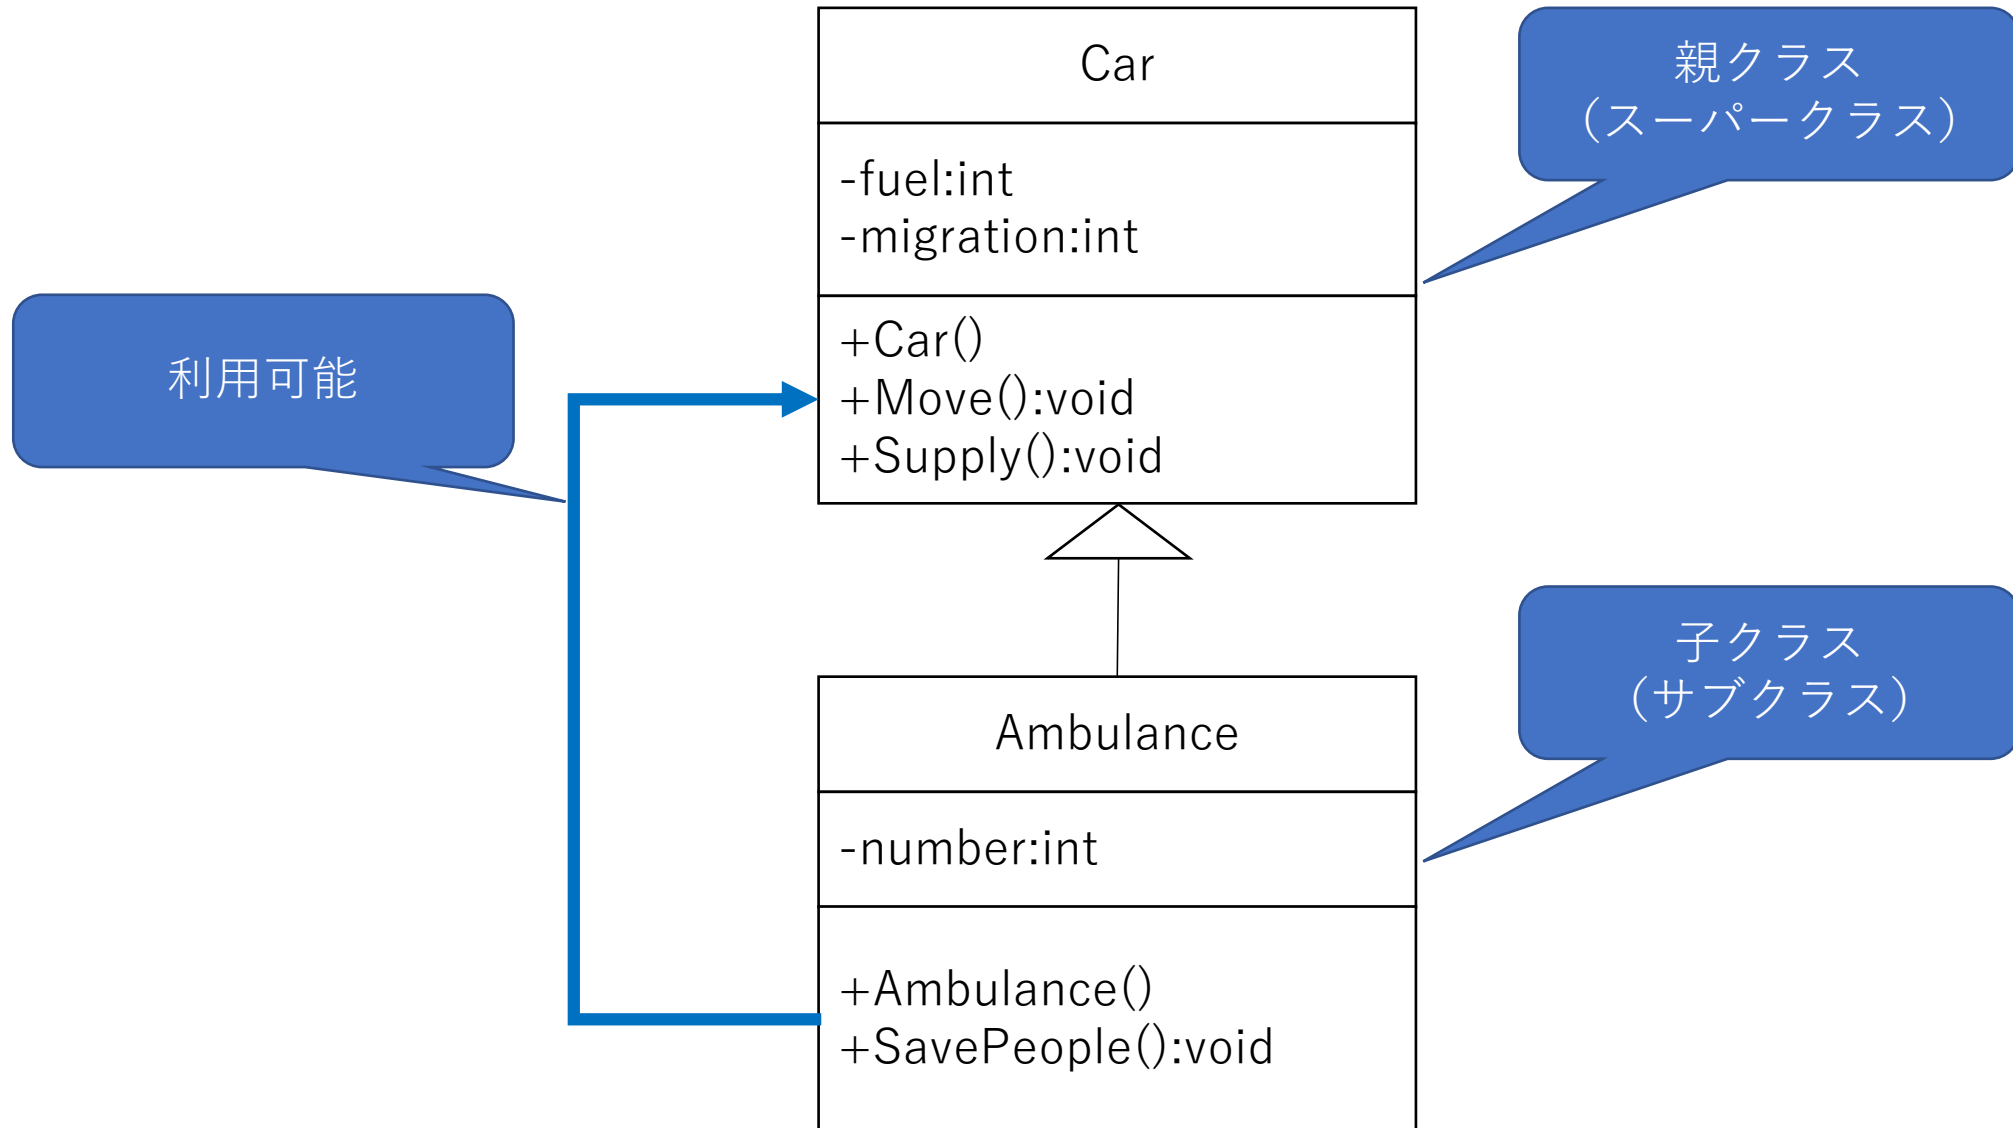 Car
親クラス
（スーパークラス）
-fuel:int
-migration:int
利用可能
+Car()
+Move():void
+Supply():void
子クラス
（サブクラス）
Ambulance
-number:int
+Ambulance()
+SavePeople():void